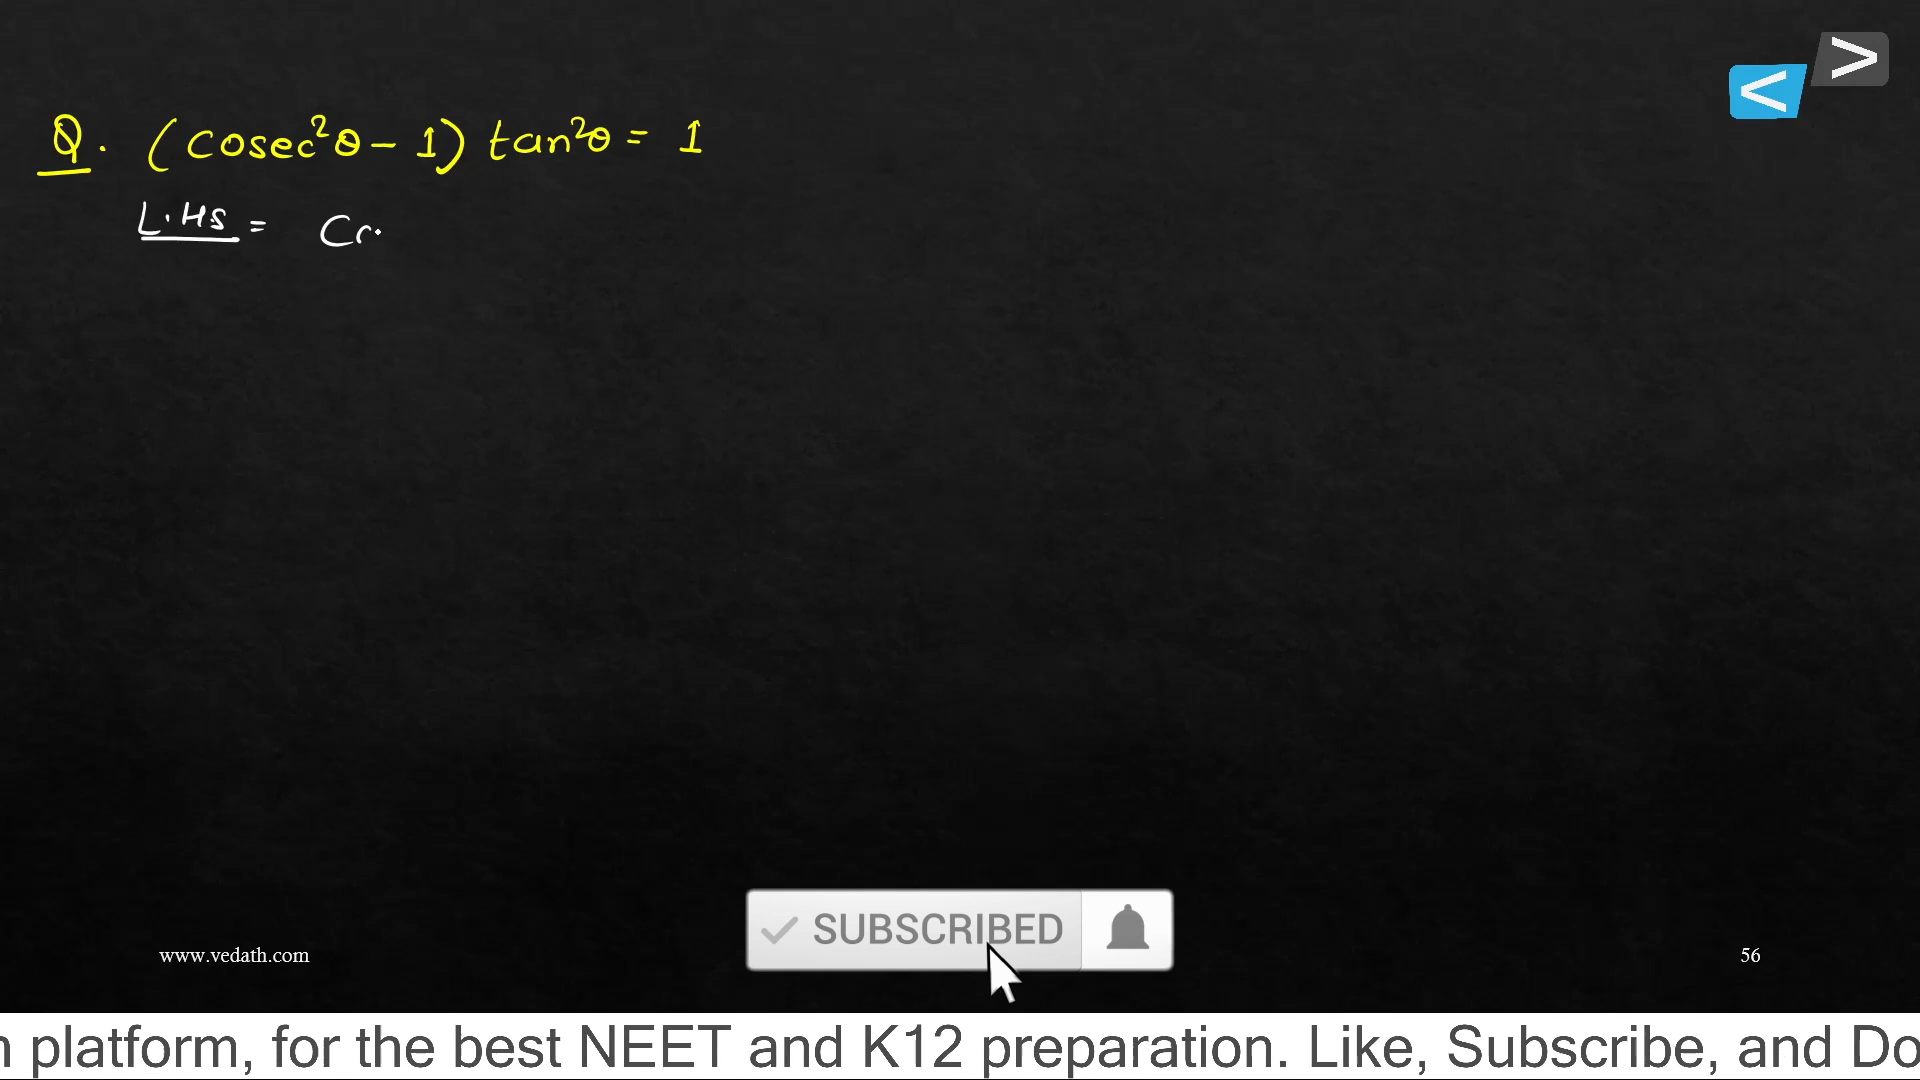 Q. (cosec²θ - 1) tan²θ = 1
L.HS = Co
SUBSCRIBED
www.vedath.com
56
n platform, for the best NEET and K12 preparation. Like, Subscribe, and Do